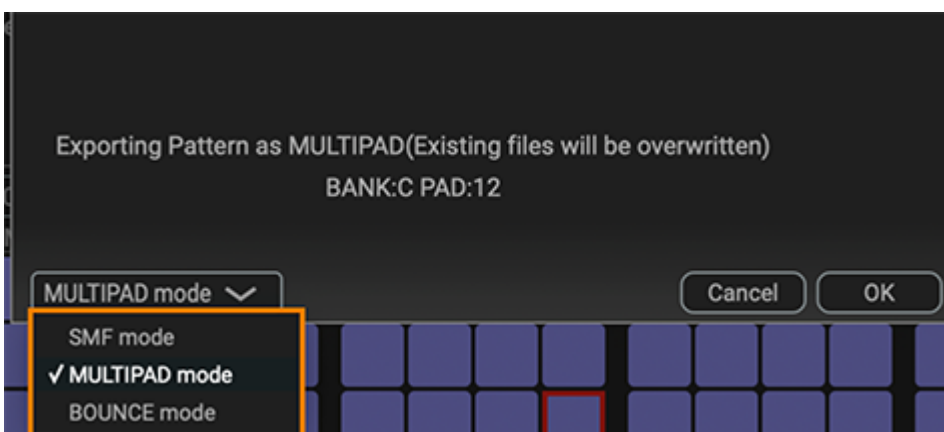 Exporting Pattern as MULTIPAD(Existing files will be overwritten)
BANK:C PAD:12
MULTIPAD mode
Cancel
OK
SMF mode
✓ MULTIPAD mode
BOUNCE mode